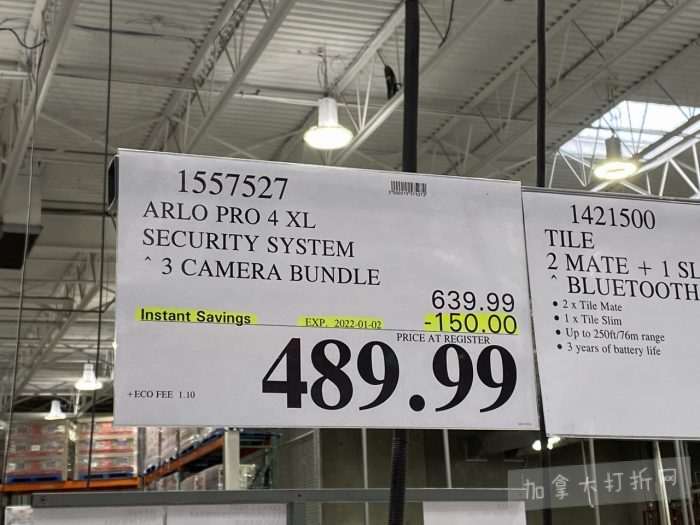 1557527
ARLO PRO 4 XL
SECURITY SYSTEM
^ 3 CAMERA BUNDLE
639.99
Instant Savings EXP. 2022-01-02 -150.00
PRICE AT REGISTER
489.99
+ECO FEE 1.10
1421500
TILE
2 MATE + 1 SL
^ BLUETOOTH
• 2 x Tile Mate
• 1 x Tile Slim
• Up to 250ft/76m range
• 3 years of battery life
加拿大打折网